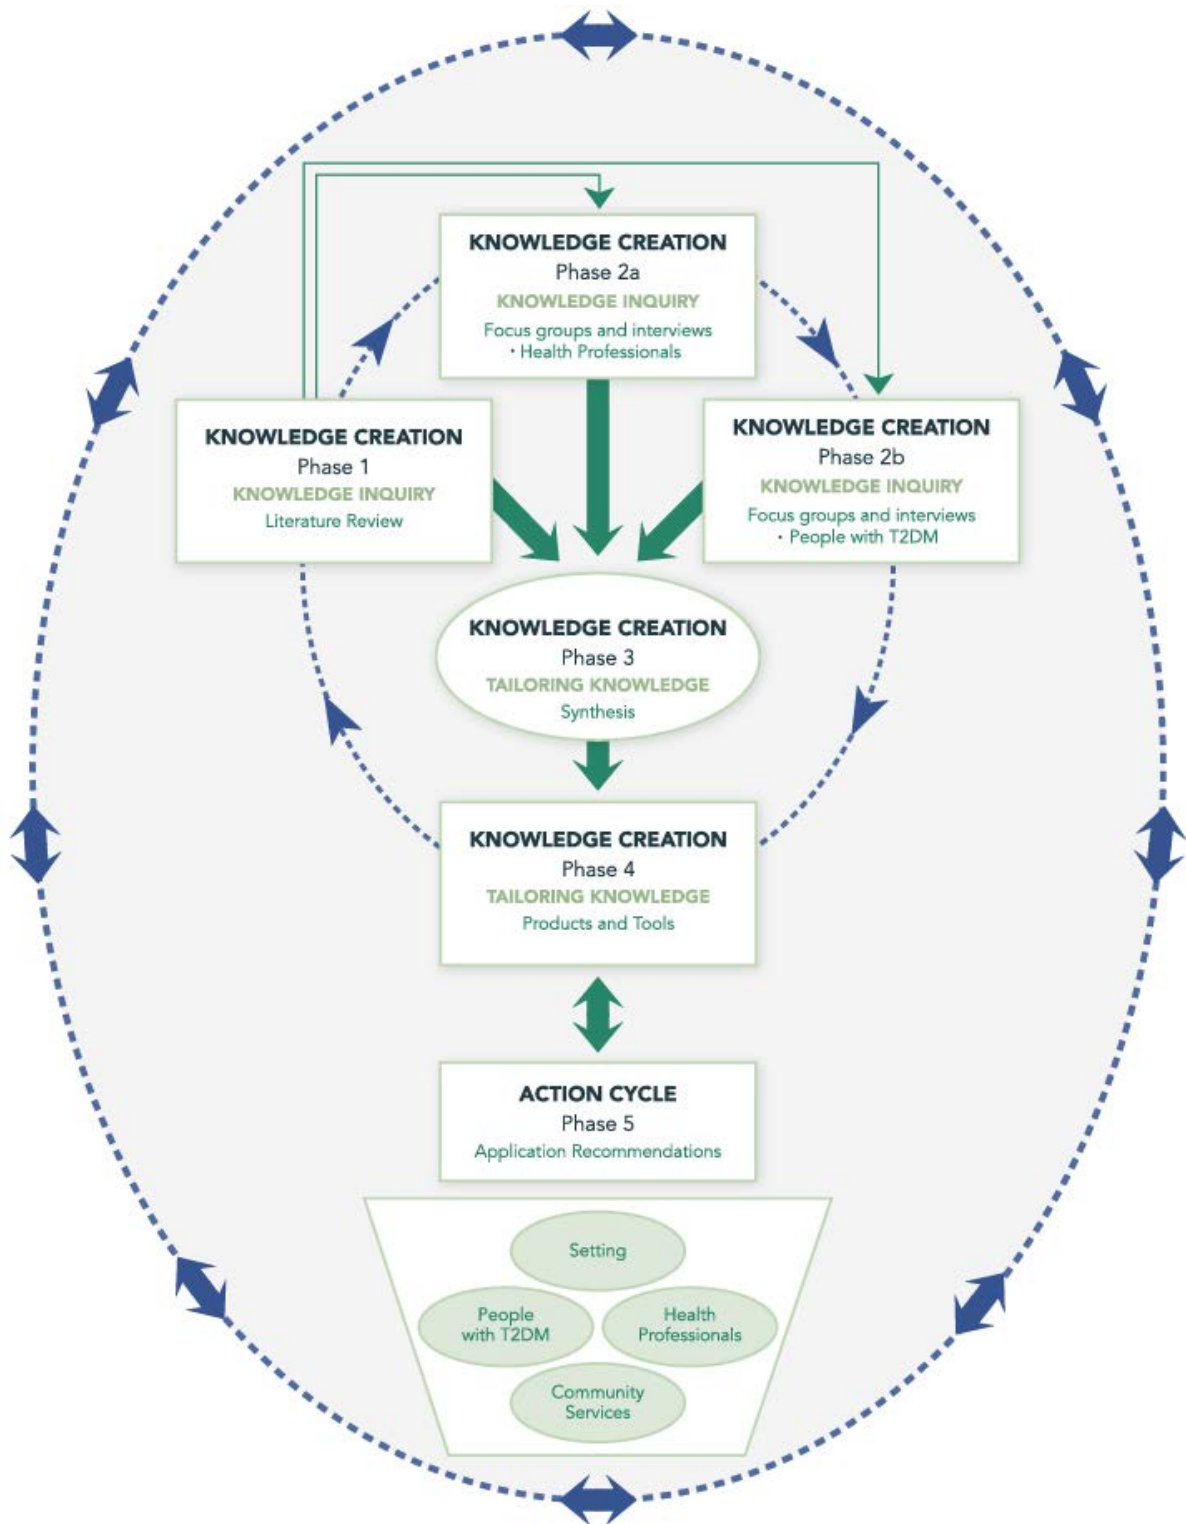 KNOWLEDGE CREATION
Phase 2a
KNOWLEDGE INQUIRY
Focus groups and interviews
• Health Professionals
KNOWLEDGE CREATION
Phase 1
KNOWLEDGE INQUIRY
Literature Review
KNOWLEDGE CREATION
Phase 2b
KNOWLEDGE INQUIRY
Focus groups and interviews
• People with T2DM
KNOWLEDGE CREATION
Phase 3
TAILORING KNOWLEDGE
Synthesis
KNOWLEDGE CREATION
Phase 4
TAILORING KNOWLEDGE
Products and Tools
ACTION CYCLE
Phase 5
Application Recommendations
Setting
People
with T2DM
Health
Professionals
Community
Services